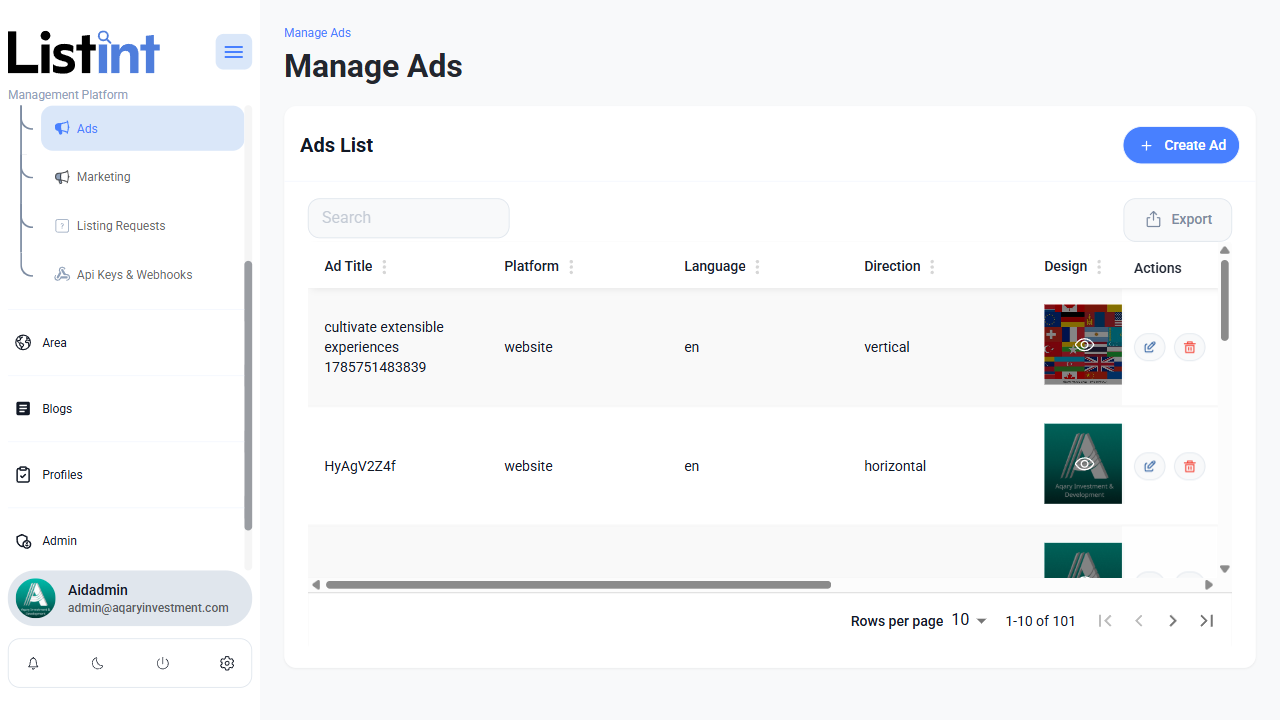 Listint
Management Platform
Ads
Marketing
Listing Requests
Api Keys & Webhooks
Area
Blogs
Profiles
Admin
Aidadmin
admin@aqaryinvestment.com
Manage Ads
Manage Ads
Ads List
+ Create Ad
Search
Export
Ad Title
Platform
Language
Direction
Design
Actions
cultivate extensible
experiences
1785751483839
website
en
vertical
HyAgV2Z4f
website
en
horizontal
Aqary Investment &
Development
Rows per page
10
1-10 of 101